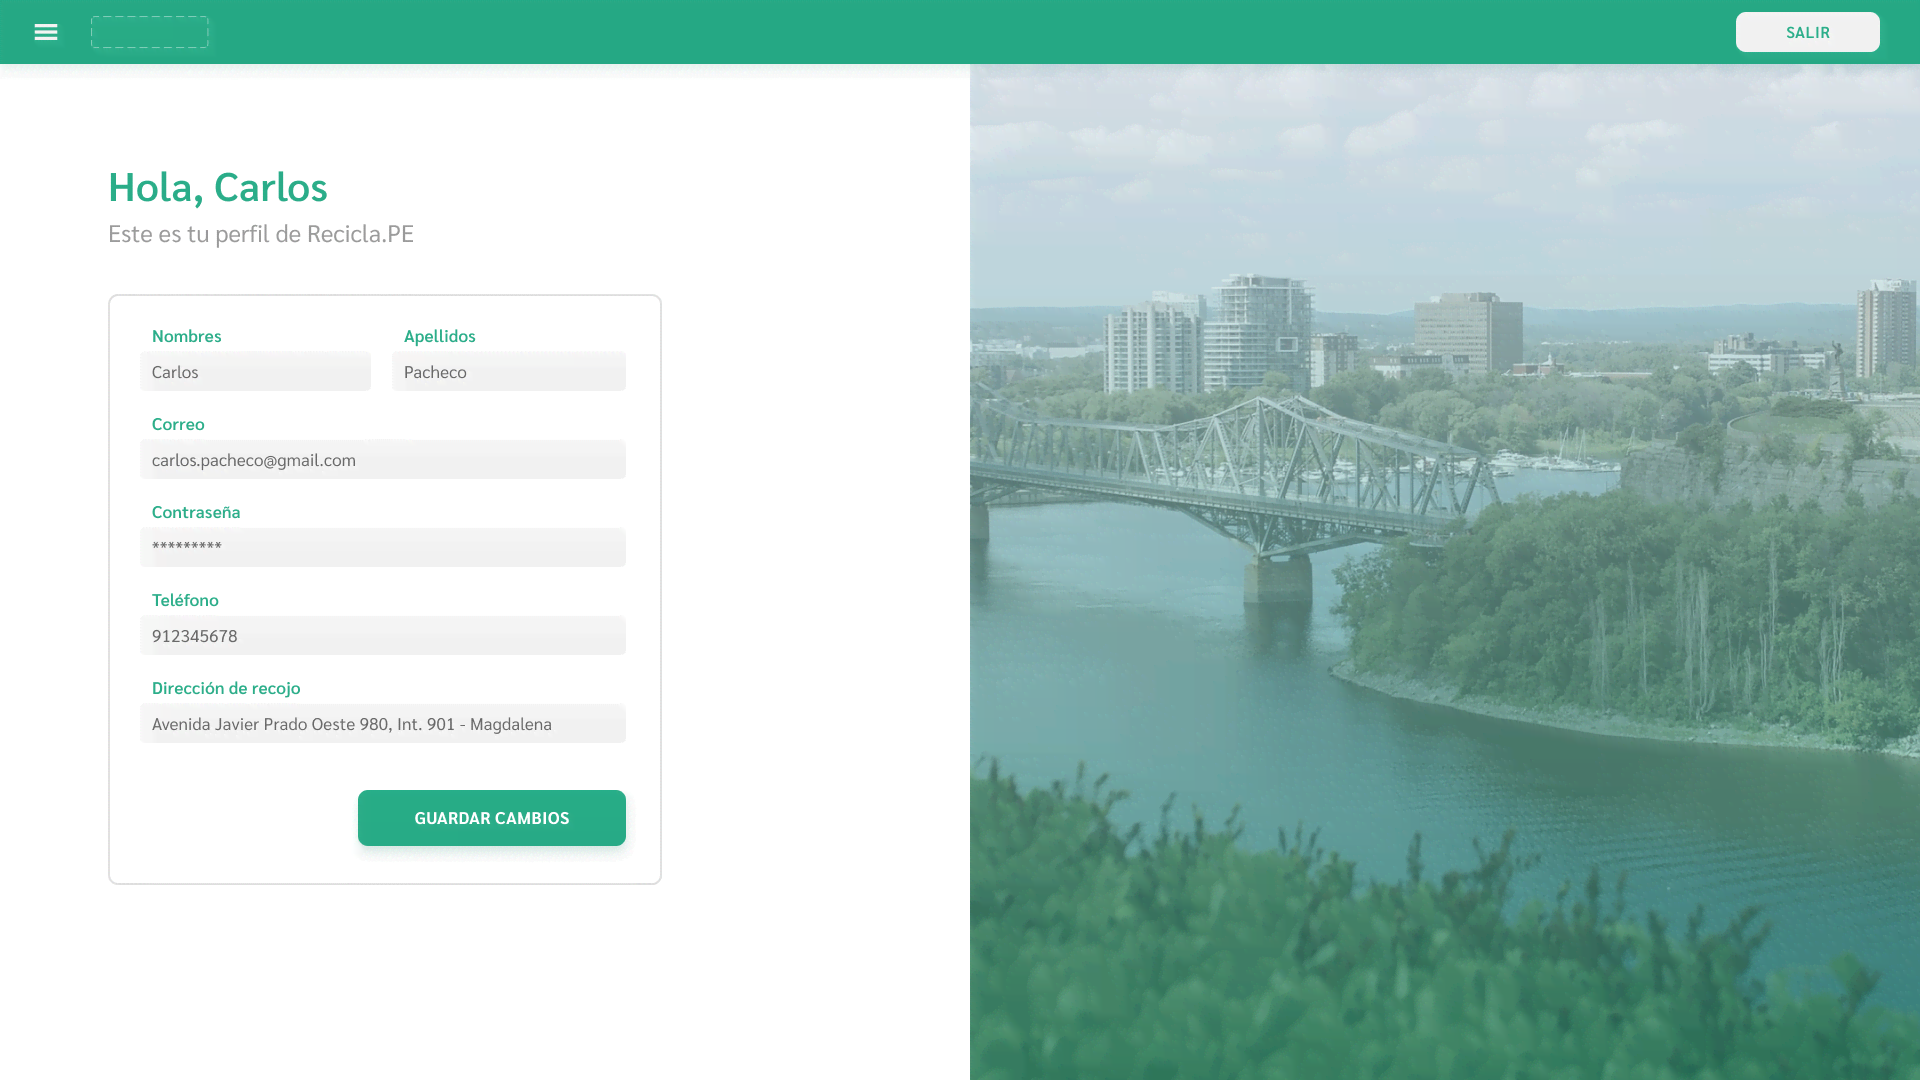 SALIR
Hola, Carlos
Este es tu perfil de Recicla.PE
Nombres
Apellidos
Carlos
Pacheco
Correo
carlos.pacheco@gmail.com
Contraseña
*********
Teléfono
912345678
Dirección de recojo
Avenida Javier Prado Oeste 980, Int. 901 - Magdalena
GUARDAR CAMBIOS